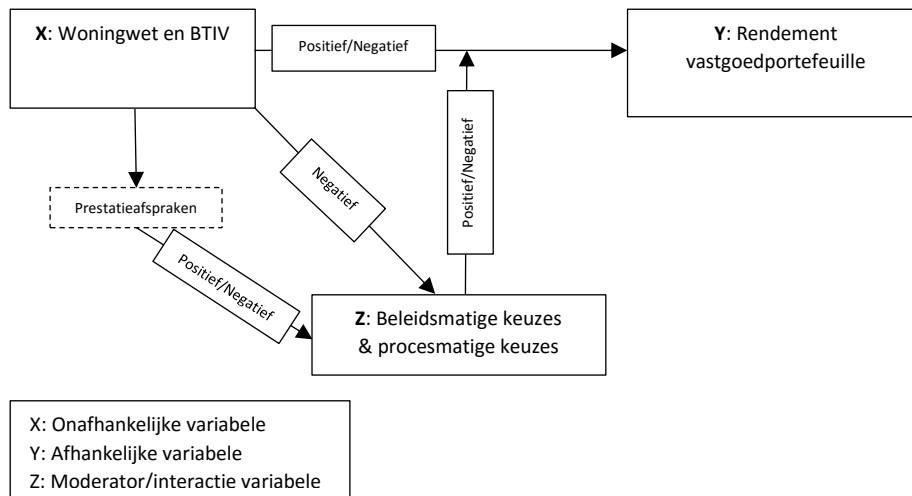 X: Woningwet en BTIV
Positief/Negatief
Y: Rendement
vastgoedportefeuille
Positief/Negatief
Negatief
Prestatieafspraken
Positief/Negatief
Z: Beleidsmatige keuzes
& procesmatige keuzes
X: Onafhankelijke variabele
Y: Afhankelijke variabele
Z: Moderator/interactie variabele